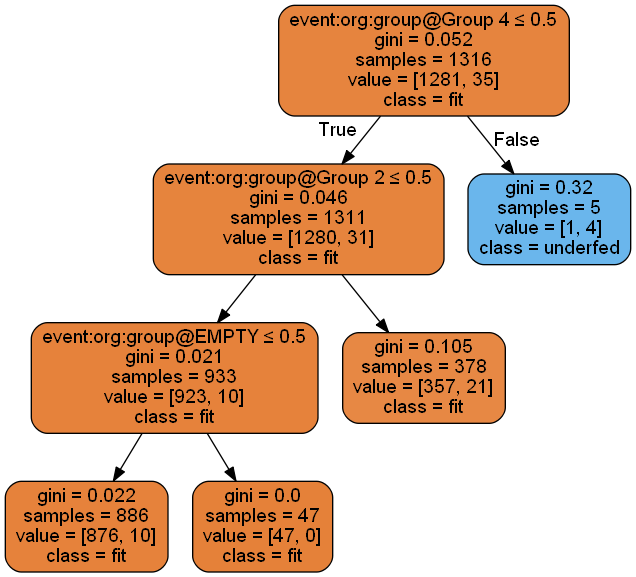 event:org:group@Group 4 ≤ 0.5
gini = 0.052
samples = 1316
value = [1281, 35]
class = fit
True
False
event:org:group@Group 2 ≤ 0.5
gini = 0.046
samples = 1311
value = [1280, 31]
class = fit
gini = 0.32
samples = 5
value = [1, 4]
class = underfed
event:org:group@EMPTY ≤ 0.5
gini = 0.021
samples = 933
value = [923, 10]
class = fit
gini = 0.105
samples = 378
value = [357, 21]
class = fit
gini = 0.022
samples = 886
value = [876, 10]
class = fit
gini = 0.0
samples = 47
value = [47, 0]
class = fit